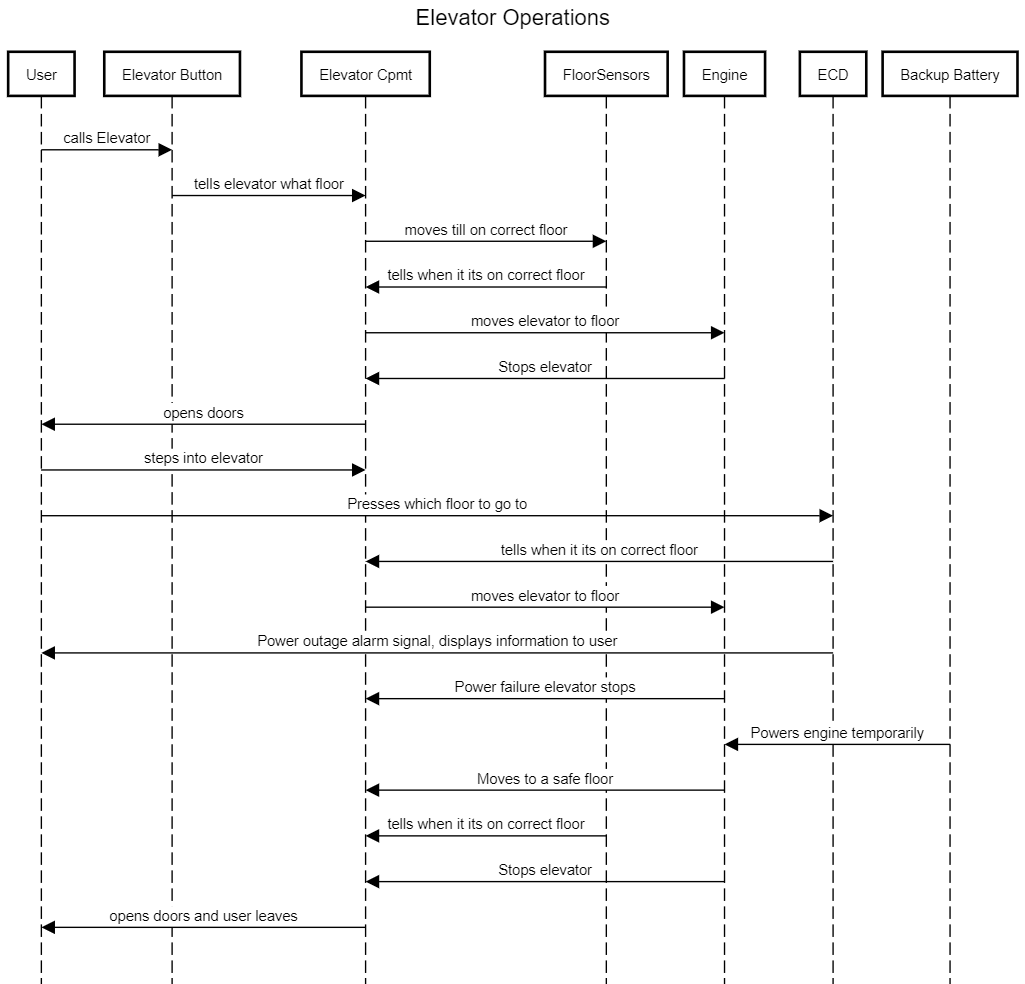 Elevator Operations
User
Elevator Button
Elevator Cpmt
FloorSensors
Engine
ECD
Backup Battery
calls Elevator
tells elevator what floor
moves till on correct floor
tells when it its on correct floor
moves elevator to floor
Stops elevator
opens doors
steps into elevator
Presses which floor to go to
tells when it its on correct floor
moves elevator to floor
Power outage alarm signal, displays information to user
Power failure elevator stops
Powers engine temporarily
Moves to a safe floor
tells when it its on correct floor
Stops elevator
opens doors and user leaves